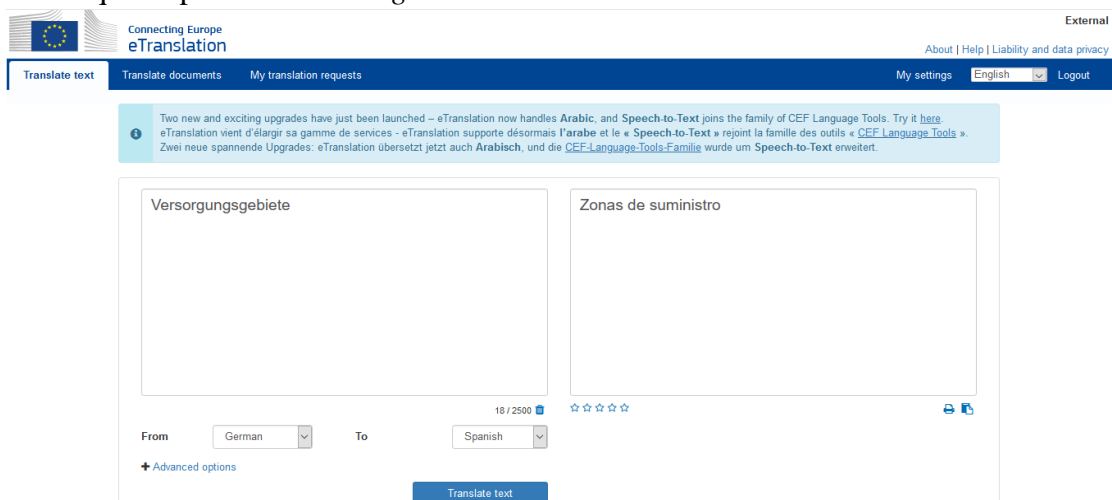 External
Connecting Europe
eTranslation
About | Help | Liability and data privacy
Translate text Translate documents My translation requests My settings English Logout
Two new and exciting upgrades have just been launched – eTranslation now handles Arabic, and Speech-to-Text joins the family of CEF Language Tools. Try it here.
eTranslation vient d'élargir sa gamme de services - eTranslation supporte désormais l'arabe et le « Speech-to-Text » rejoint la famille des outils « CEF Language Tools ».
Zwei neue spannende Upgrades: eTranslation übersetzt jetzt auch Arabisch, und die CEF-Language-Tools-Familie wurde um Speech-to-Text erweitert.
Versorgungsgebiete Zonas de suministro
18 / 2500
From German To Spanish
Advanced options
Translate text